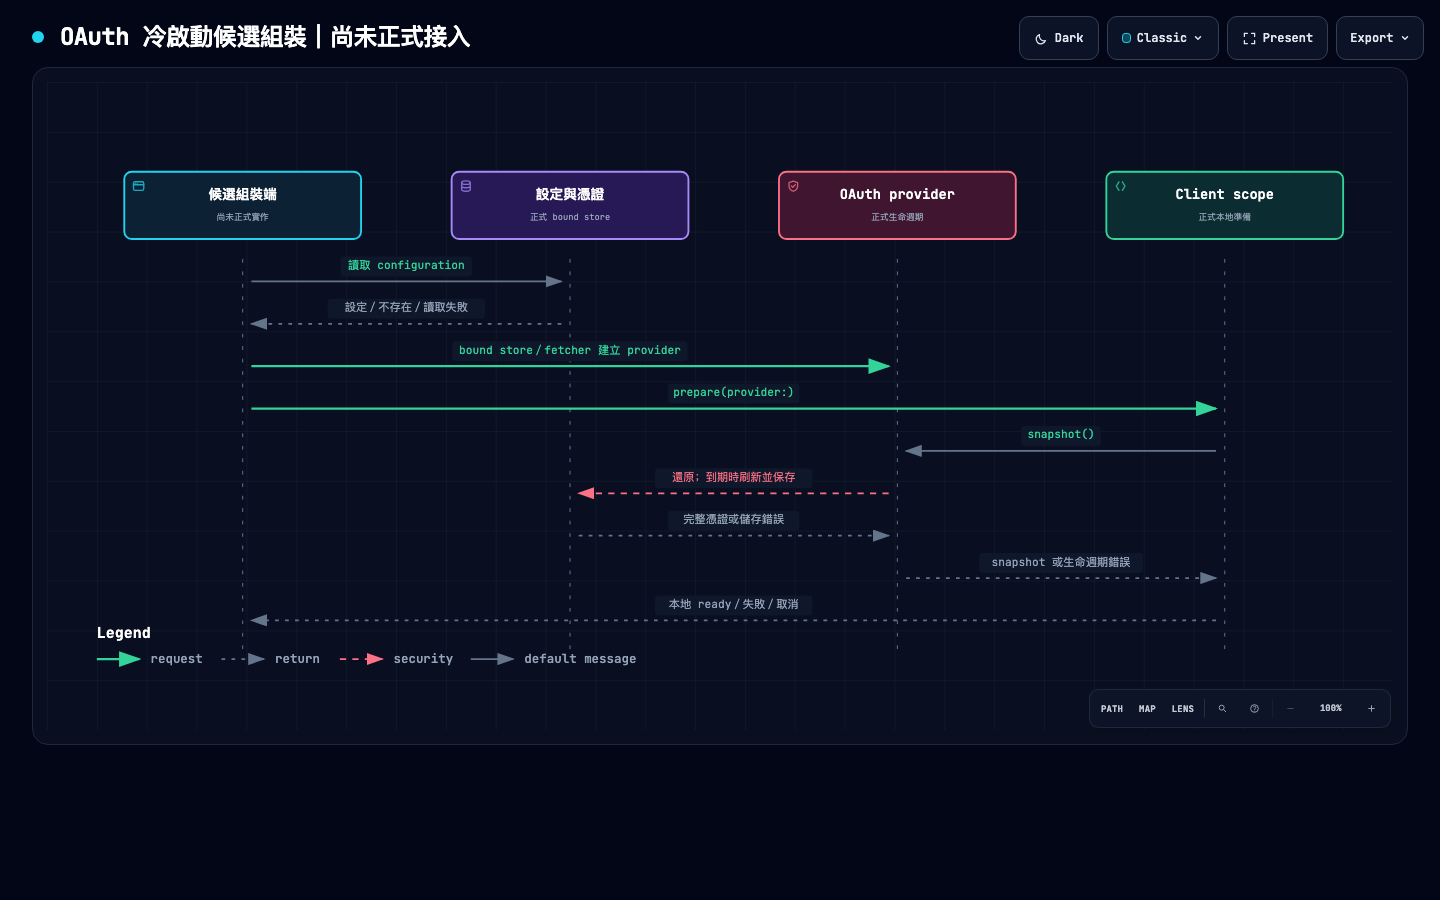 OAuth 冷啟動候選組裝｜尚未正式接入
Dark
Classic
Present
Export
候選組裝端
尚未正式實作
設定與憑證
正式 bound store
OAuth provider
正式生命週期
Client scope
正式本地準備
讀取 configuration
設定／不存在／讀取失敗
bound store／fetcher 建立 provider
prepare(provider:)
snapshot()
還原；到期時刷新並保存
完整憑證或儲存錯誤
snapshot 或生命週期錯誤
本地 ready／失敗／取消
Legend
request
return
security
default message
PATH
MAP
LENS
100%